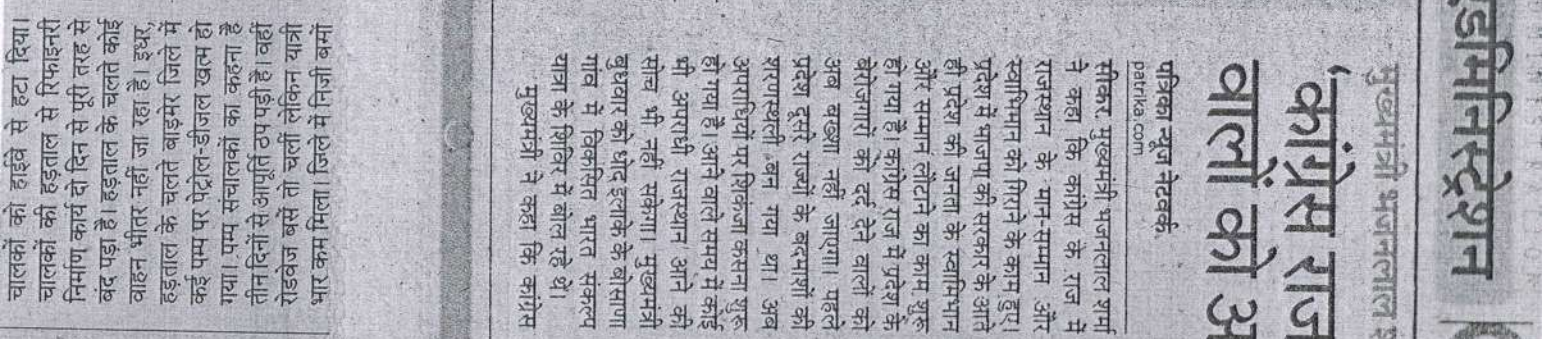 चालकों को हाईवे से हटा दिया।
चालकों की हड़ताल से रिफाइनरी
निर्माण कार्य दो दिन से पूरी तरह से
बंद पड़ा है। हड़ताल के चलते कोई
वाहन भीतर नहीं जा रहा है। इधर,
हड़ताल के चलते बाड़मेर जिले में
कई पम्प पर पेट्रोल-डीजल खत्म हो
गया। पम्प संचालकों का कहना है
तीन दिनों से आपूर्ति ठप पड़ी है। वहीं
रोडवेज बसें तो चलीं लेकिन यात्री
भार कम मिला। जिले में निजी बसों
डमिनिस्ट्रेशन
मुख्यमंत्री भजनलाल
‘कांग्रेस राज
वालों को
पत्रिका न्यूज नेटवर्क
patrika.com
सीकर. मुख्यमंत्री भजनलाल शर्मा
ने कहा कि कांग्रेस के राज में
राजस्थान के मान-सम्मान और
स्वाभिमान को गिराने के काम हुए।
प्रदेश में भाजपा की सरकार के आते
ही प्रदेश की जनता के स्वाभिमान
और सम्मान लौटाने का काम शुरू
हो गया है। कांग्रेस राज में प्रदेश के
बेरोजगारों को दर्द देने वालों को
अब बख्शा नहीं जाएगा। पहले
प्रदेश दूसरे राज्यों के बदमाशों की
शरणस्थली बन गया था। अब
अपराधियों पर शिकंजा कसना शुरू
हो गया है। आने वाले समय में कोई
भी अपराधी राजस्थान आने की
सोच भी नहीं सकेगा। मुख्यमंत्री
बुधवार को धोद इलाके के बोसाणा
गांव में विकसित भारत संकल्प
यात्रा के शिविर में बोल रहे थे।
मुख्यमंत्री ने कहा कि कांग्रेस